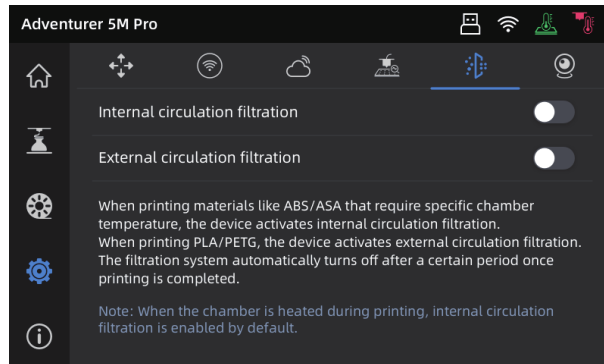 Adventurer 5M Pro
Internal circulation filtration
External circulation filtration
When printing materials like ABS/ASA that require specific chamber
temperature, the device activates internal circulation filtration.
When printing PLA/PETG, the device activates external circulation filtration.
The filtration system automatically turns off after a certain period once
printing is completed.
Note: When the chamber is heated during printing, internal circulation
filtration is enabled by default.